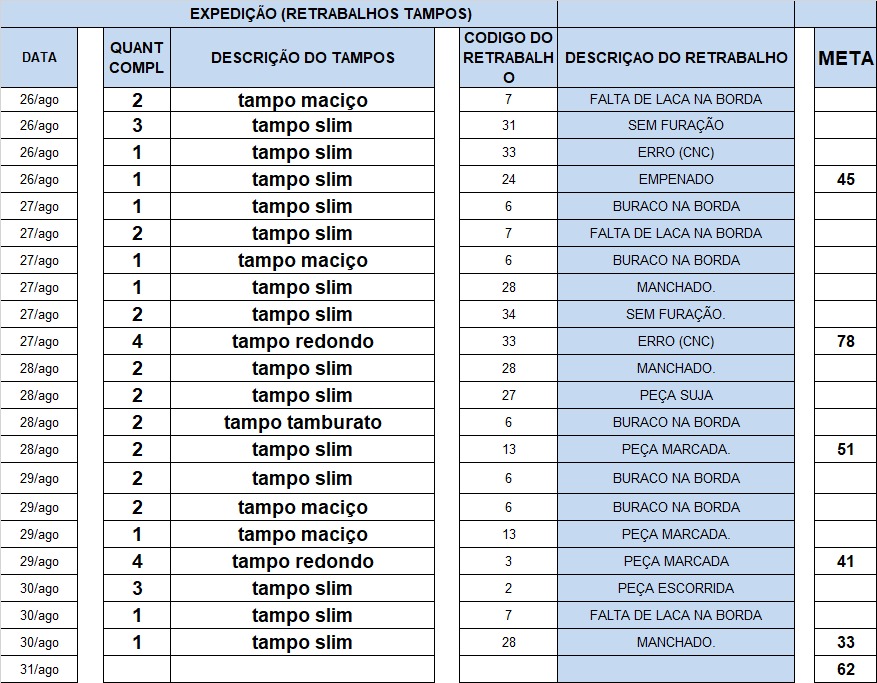 EXPEDIÇÃO (RETRABALHOS TAMPOS)
DATA QUANT COMPL DESCRIÇÃO DO TAMPOS CODIGO DO RETRABALHO DESCRIÇAO DO RETRABALHO META
26/ago 2 tampo maciço 7 FALTA DE LACA NA BORDA
26/ago 3 tampo slim 31 SEM FURAÇÃO
26/ago 1 tampo slim 33 ERRO (CNC)
26/ago 1 tampo slim 24 EMPENADO 45
27/ago 1 tampo slim 6 BURACO NA BORDA
27/ago 2 tampo slim 7 FALTA DE LACA NA BORDA
27/ago 1 tampo maciço 6 BURACO NA BORDA
27/ago 1 tampo slim 28 MANCHADO.
27/ago 2 tampo slim 34 SEM FURAÇÃO.
27/ago 4 tampo redondo 33 ERRO (CNC) 78
28/ago 2 tampo slim 28 MANCHADO.
28/ago 2 tampo slim 27 PEÇA SUJA
28/ago 2 tampo tamburato 6 BURACO NA BORDA
28/ago 2 tampo slim 13 PEÇA MARCADA. 51
29/ago 2 tampo slim 6 BURACO NA BORDA
29/ago 2 tampo maciço 6 BURACO NA BORDA
29/ago 1 tampo maciço 13 PEÇA MARCADA.
29/ago 4 tampo redondo 3 PEÇA MARCADA 41
30/ago 3 tampo slim 2 PEÇA ESCORRIDA
30/ago 1 tampo slim 7 FALTA DE LACA NA BORDA
30/ago 1 tampo slim 28 MANCHADO. 33
31/ago 62